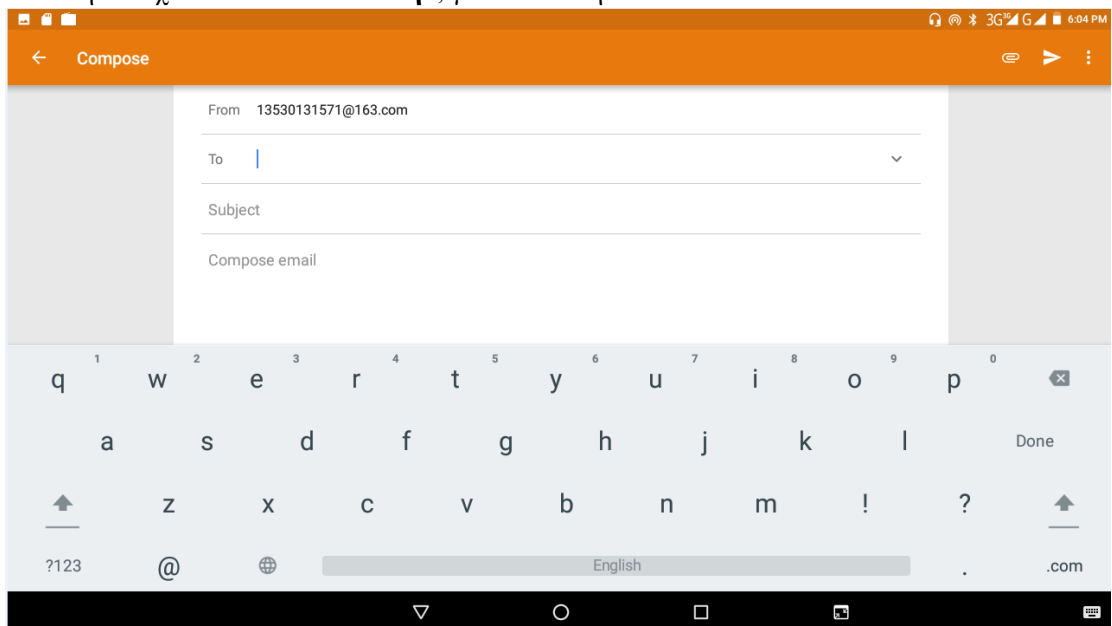 3G 3G G 6:04 PM
Compose
From 13530131571@163.com
To
Subject
Compose email
1 2 3 4 5 6 7 8 9 0
q w e r t y u i o p
a s d f g h j k l Done
z x c v b n m ! ?
?123 @ English . .com